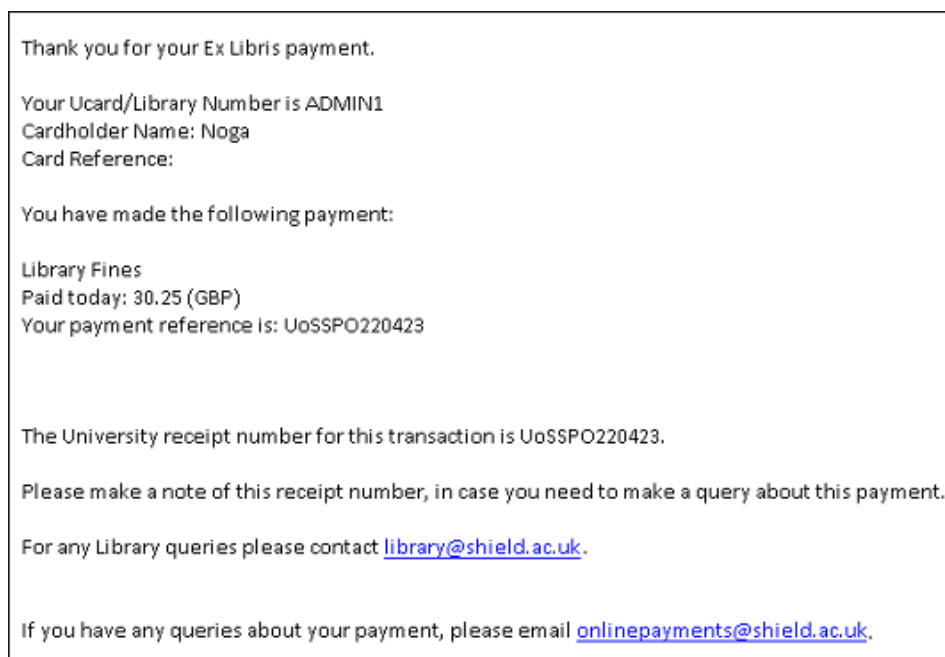 Thank you for your Ex Libris payment.
Your Ucard/Library Number is ADMIN1
Cardholder Name: Noga
Card Reference:
You have made the following payment:
Library Fines
Paid today: 30.25 (GBP)
Your payment reference is: UoSSPO220423
The University receipt number for this transaction is UoSSPO220423.
Please make a note of this receipt number, in case you need to make a query about this payment.
For any Library queries please contact library@shield.ac.uk.
If you have any queries about your payment, please email onlinepayments@shield.ac.uk.